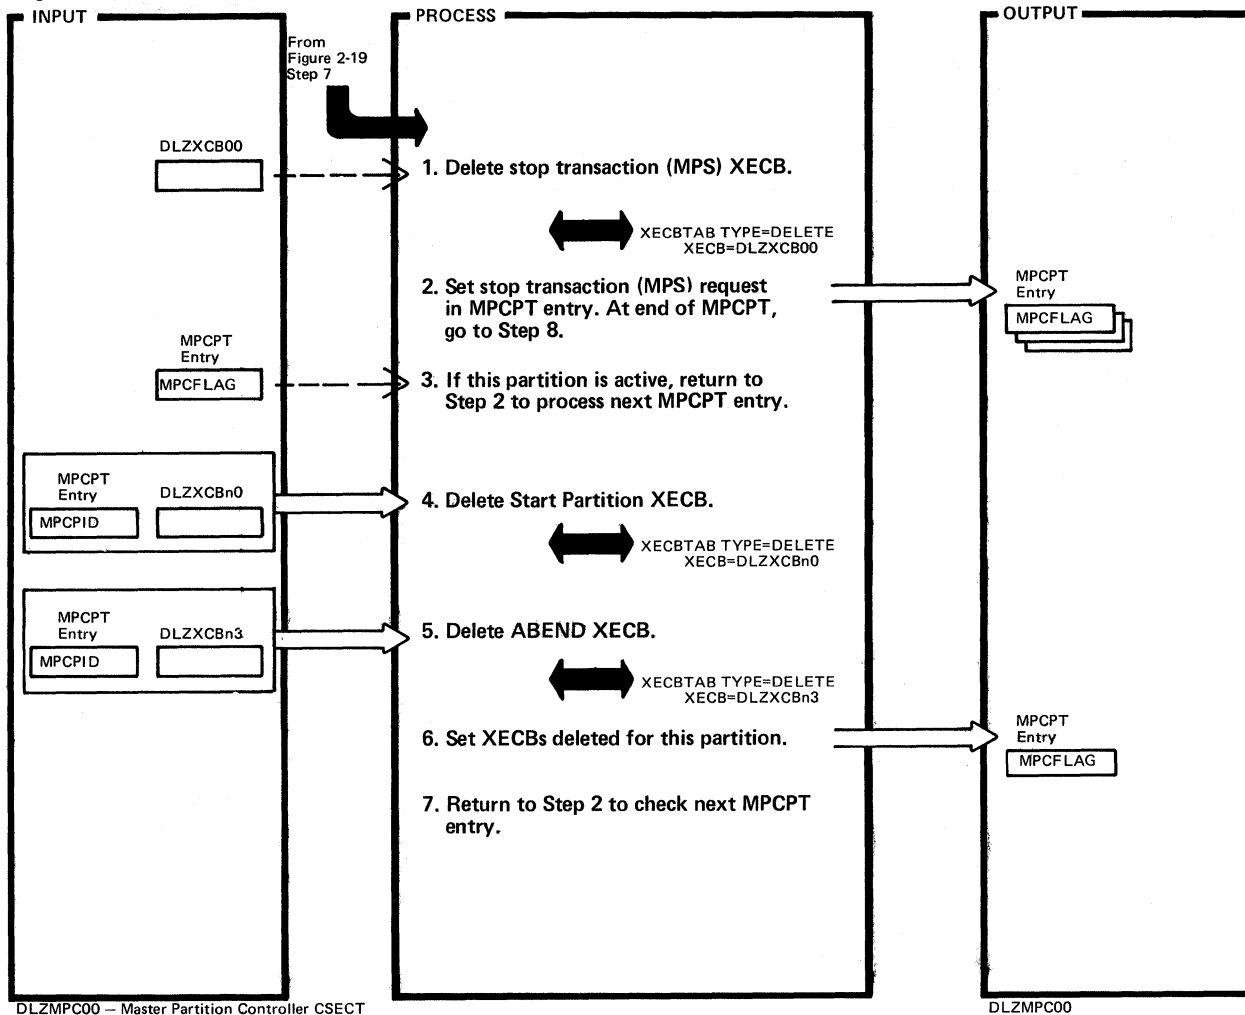 INPUT
PROCESS
OUTPUT
From
Figure 2-19
Step 7
DLZXCB00
1. Delete stop transaction (MPS) XECB.
XECBTAB TYPE=DELETE
XECB=DLZXCB00
2. Set stop transaction (MPS) request
in MPCPT entry. At end of MPCPT,
go to Step 8.
MPCPT
Entry
MPCFLAG
MPCPT
Entry
MPCFLAG
3. If this partition is active, return to
Step 2 to process next MPCPT entry.
MPCPT
Entry
MPCPID
DLZXCBn0
4. Delete Start Partition XECB.
XECBTAB TYPE=DELETE
XECB=DLZXCBn0
MPCPT
Entry
MPCPID
DLZXCBn3
5. Delete ABEND XECB.
XECBTAB TYPE=DELETE
XECB=DLZXCBn3
6. Set XECBs deleted for this partition.
MPCPT
Entry
MPCFLAG
7. Return to Step 2 to check next MPCPT
entry.
DLZMPC00 – Master Partition Controller CSECT
DLZMPC00